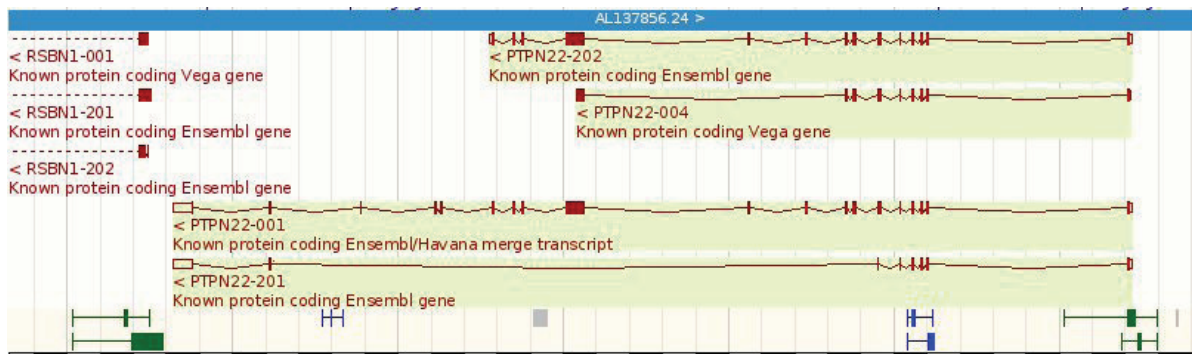 AL137856.24 >
< RSBN1-001
Known protein coding Vega gene
< PTPN22-202
Known protein coding Ensembl gene
< RSBN1-201
Known protein coding Ensembl gene
< PTPN22-004
Known protein coding Vega gene
< RSBN1-202
Known protein coding Ensembl gene
< PTPN22-001
Known protein coding Ensembl/Havana merge transcript
< PTPN22-201
Known protein coding Ensembl gene